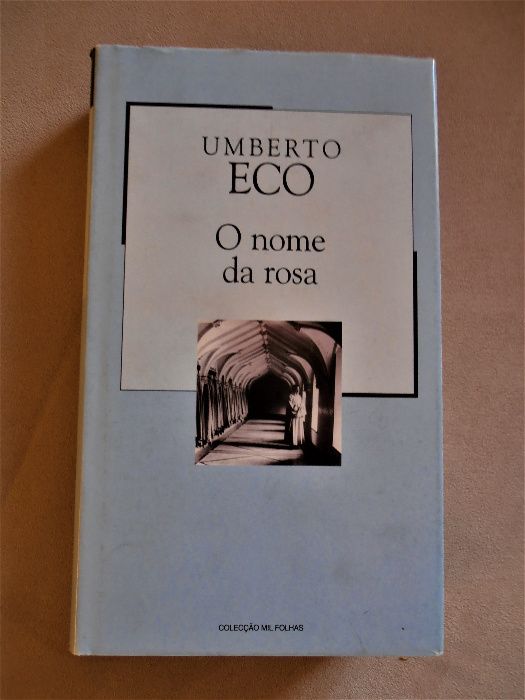 UMBERTO
ECO
O nome
da rosa
COLECÇÃO MIL FOLHAS